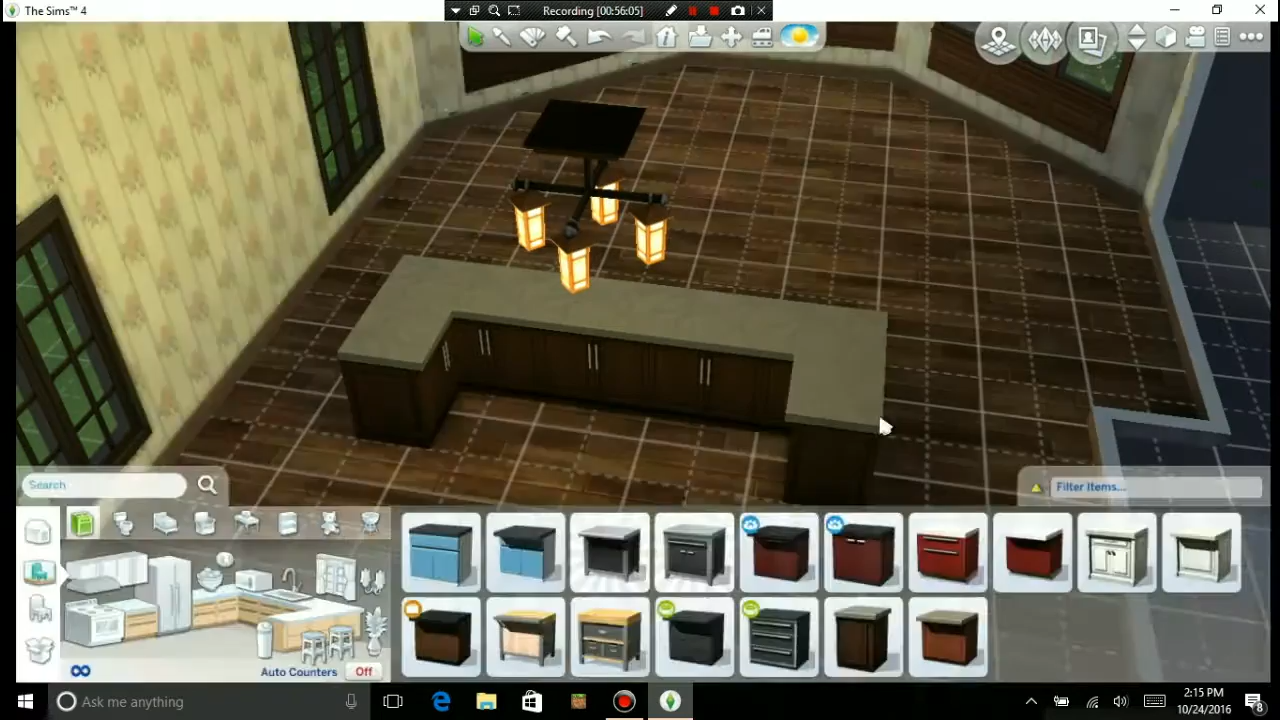 The Sims™ 4
Recording [00:56:05]
Search
Filter Items...
Auto Counters
Off
Ask me anything
2:15 PM
10/24/2016
8